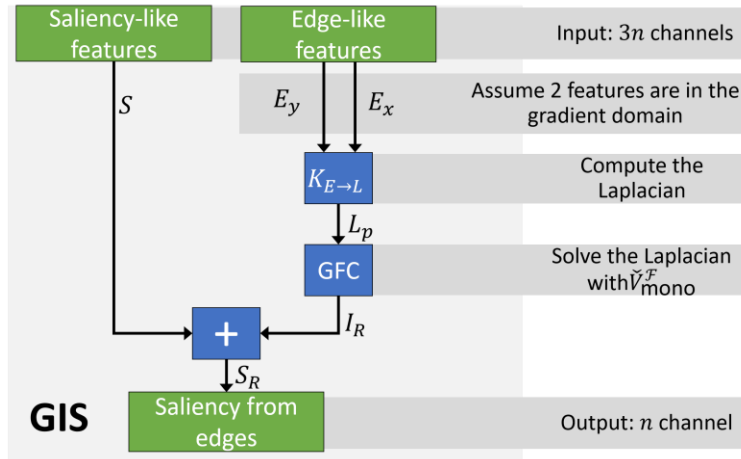 Saliency-like
features
Edge-like
features
Input: 3n channels
S
E_y
E_x
Assume 2 features are in the
gradient domain
K_{E→L}
Compute the
Laplacian
L_p
GFC
Solve the Laplacian
with V̌^ℱ_mono
+
I_R
S_R
GIS
Saliency from
edges
Output: n channel